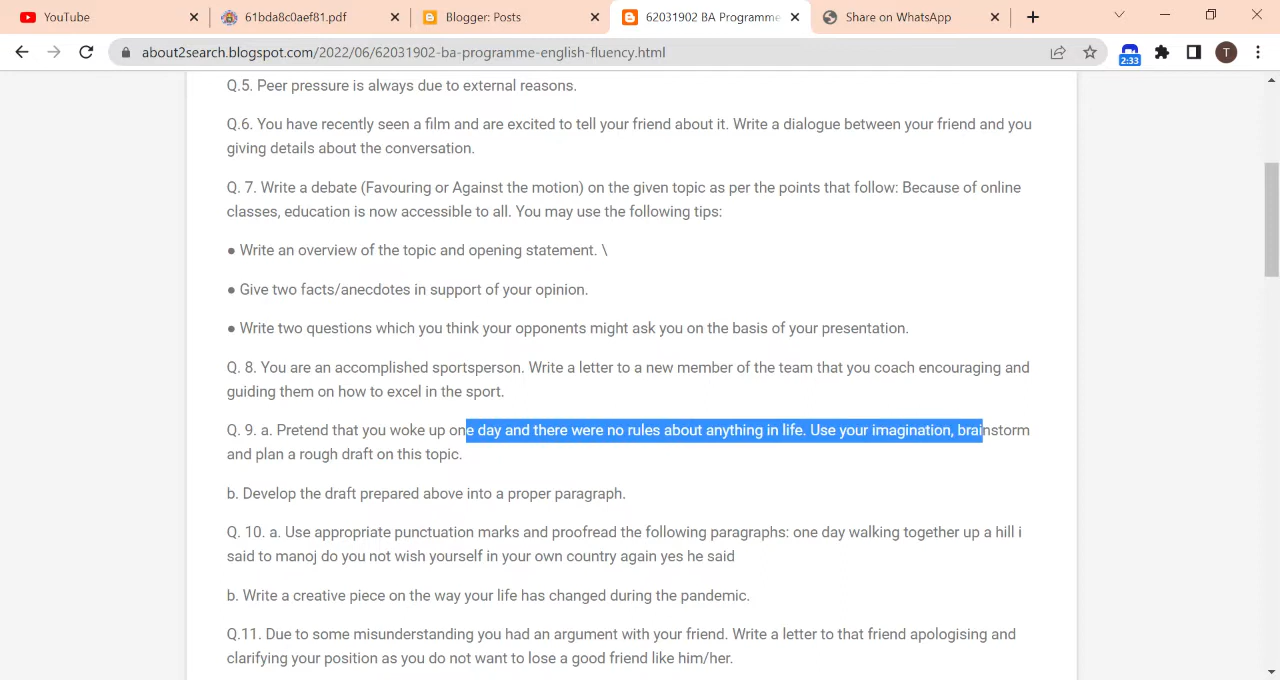 YouTube
61bda8c0aef81.pdf
Blogger: Posts
62031902 BA Programme
Share on WhatsApp
about2search.blogspot.com/2022/06/62031902-ba-programme-english-fluency.html
2:33
T
Q.5. Peer pressure is always due to external reasons.
Q.6. You have recently seen a film and are excited to tell your friend about it. Write a dialogue between your friend and you
giving details about the conversation.
Q. 7. Write a debate (Favouring or Against the motion) on the given topic as per the points that follow: Because of online
classes, education is now accessible to all. You may use the following tips:
● Write an overview of the topic and opening statement. \
● Give two facts/anecdotes in support of your opinion.
● Write two questions which you think your opponents might ask you on the basis of your presentation.
Q. 8. You are an accomplished sportsperson. Write a letter to a new member of the team that you coach encouraging and
guiding them on how to excel in the sport.
Q. 9. a. Pretend that you woke up one day and there were no rules about anything in life. Use your imagination, brainstorm
and plan a rough draft on this topic.
b. Develop the draft prepared above into a proper paragraph.
Q. 10. a. Use appropriate punctuation marks and proofread the following paragraphs: one day walking together up a hill i
said to manoj do you not wish yourself in your own country again yes he said
b. Write a creative piece on the way your life has changed during the pandemic.
Q.11. Due to some misunderstanding you had an argument with your friend. Write a letter to that friend apologising and
clarifying your position as you do not want to lose a good friend like him/her.